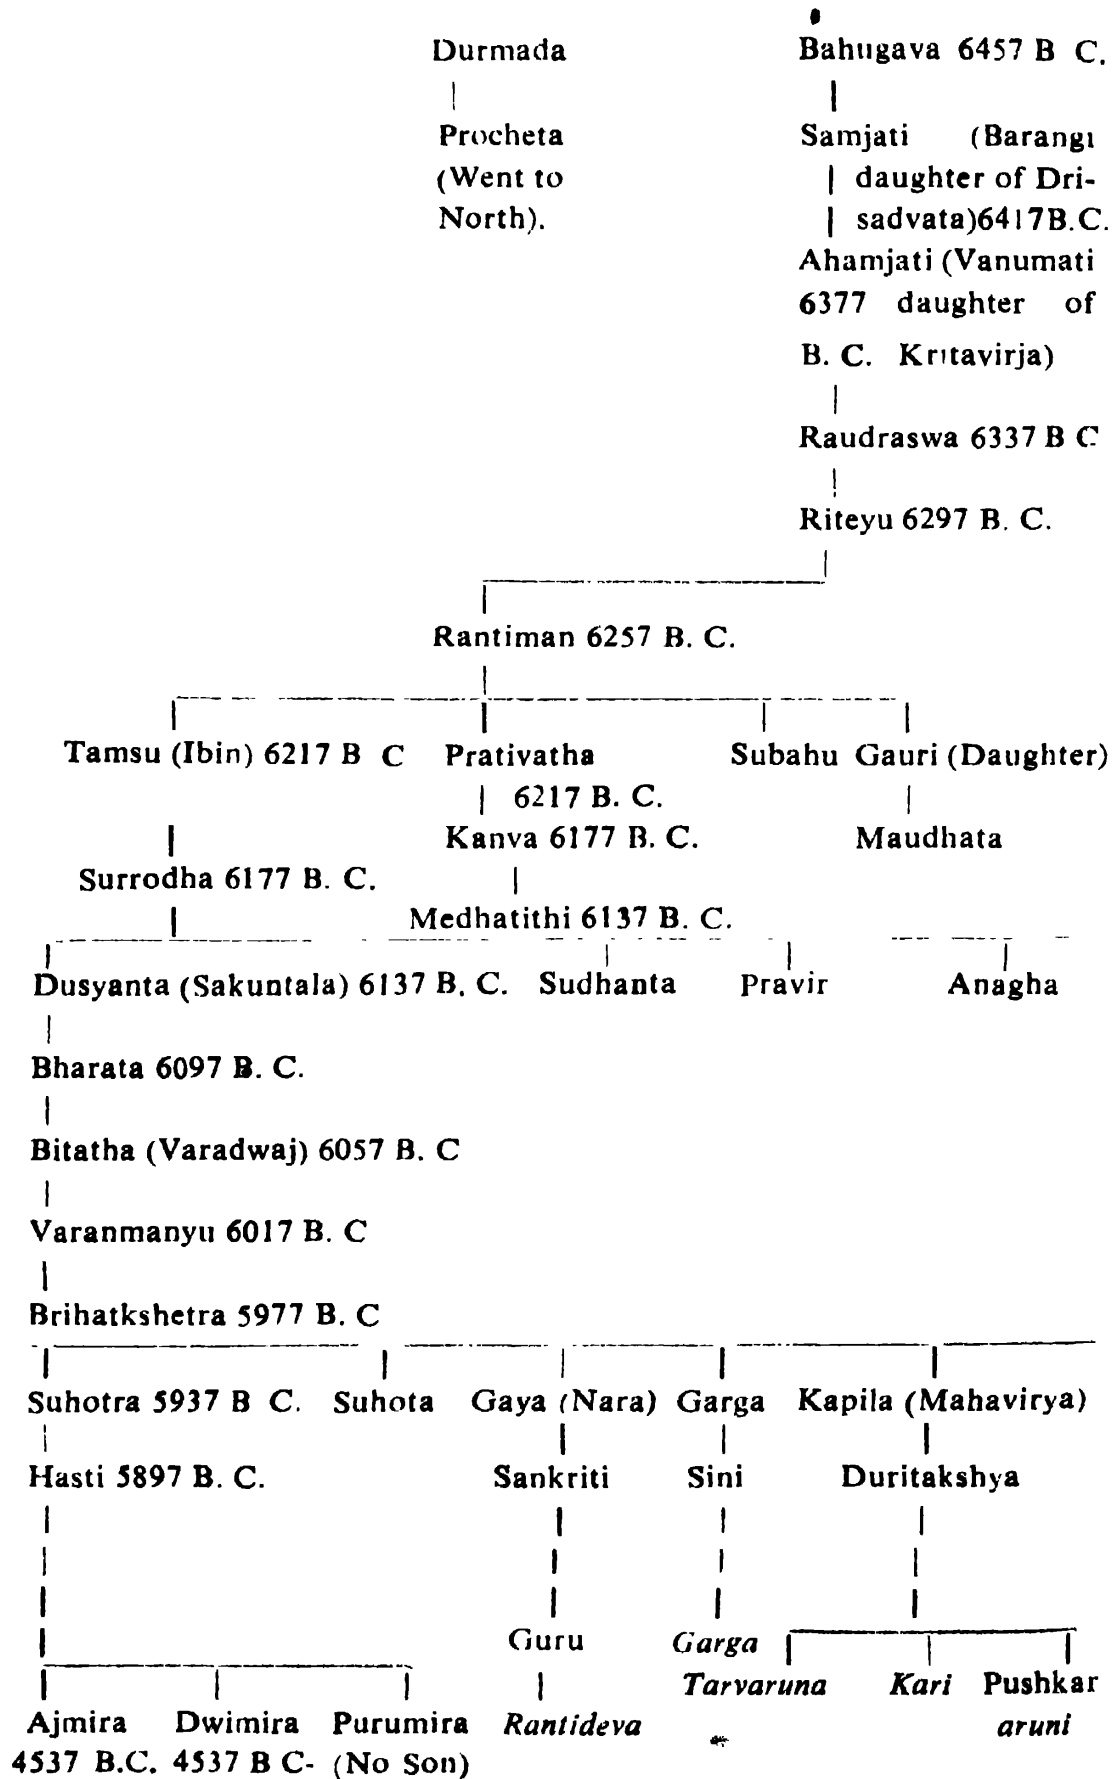 Durmada Bahugava 6457 B C.
Procheta Samjati (Barangi
(Went to daughter of Dri-
North). sadvata)6417B.C.
Ahamjati (Vanumati
6377 daughter of
B. C. Kritavirja)
Raudraswa 6337 B C
Riteyu 6297 B. C.
Rantiman 6257 B. C.
Tamsu (Ibin) 6217 B C Prativatha Subahu Gauri (Daughter)
6217 B. C.
Kanva 6177 B. C. Maudhata
Surrodha 6177 B. C.
Medhatithi 6137 B. C.
Dusyanta (Sakuntala) 6137 B. C. Sudhanta Pravir Anagha
Bharata 6097 B. C.
Bitatha (Varadwaj) 6057 B. C
Varanmanyu 6017 B. C
Brihatkshetra 5977 B. C
Suhotra 5937 B C. Suhota Gaya (Nara) Garga Kapila (Mahavirya)
Hasti 5897 B. C. Sankriti Sini Duritakshya
Guru Garga
Tarvaruna Kari Pushkar
Ajmira Dwimira Purumira Rantideva aruni
4537 B.C. 4537 B C- (No Son)